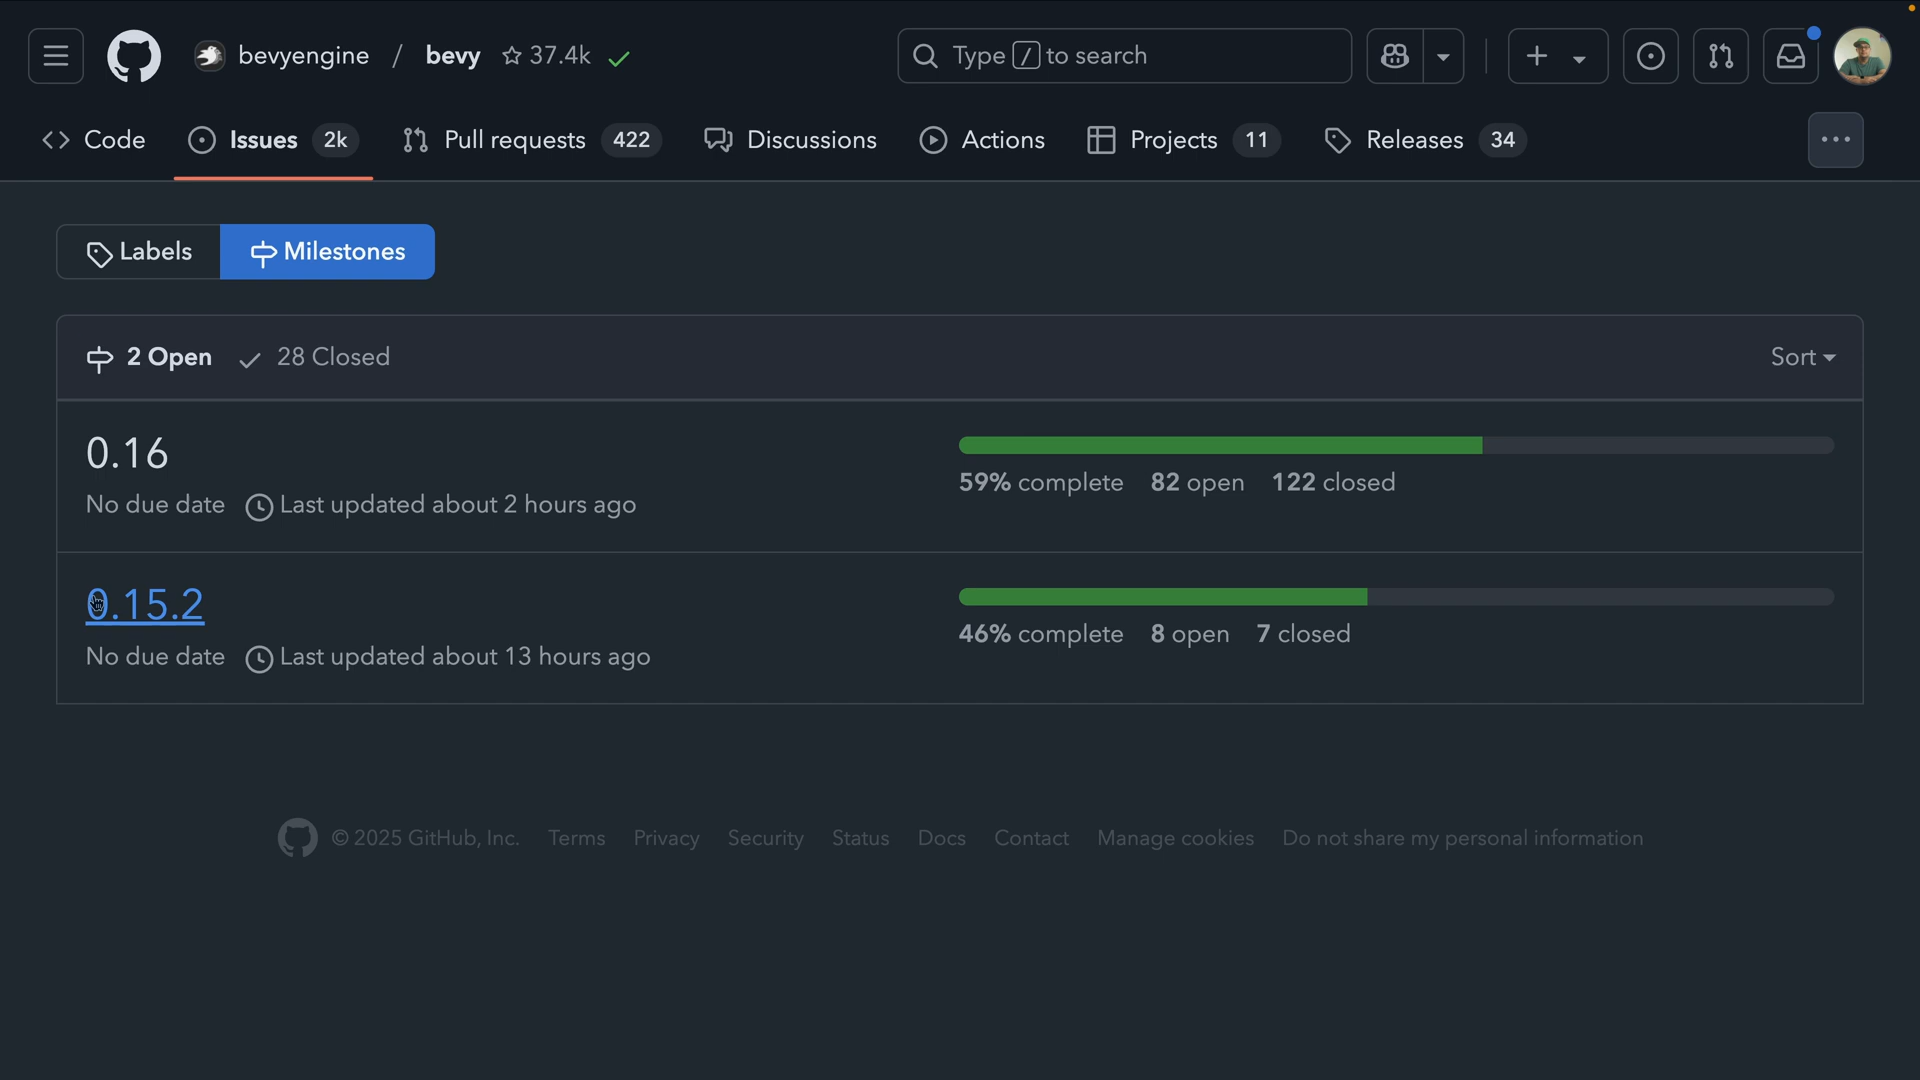 bevyengine / bevy 37.4k Type / to search
Code Issues 2k Pull requests 422 Discussions Actions Projects 11 Releases 34
Labels Milestones
2 Open 28 Closed Sort
0.16
No due date Last updated about 2 hours ago
59% complete 82 open 122 closed
0.15.2
No due date Last updated about 13 hours ago
46% complete 8 open 7 closed
© 2025 GitHub, Inc. Terms Privacy Security Status Docs Contact Manage cookies Do not share my personal information